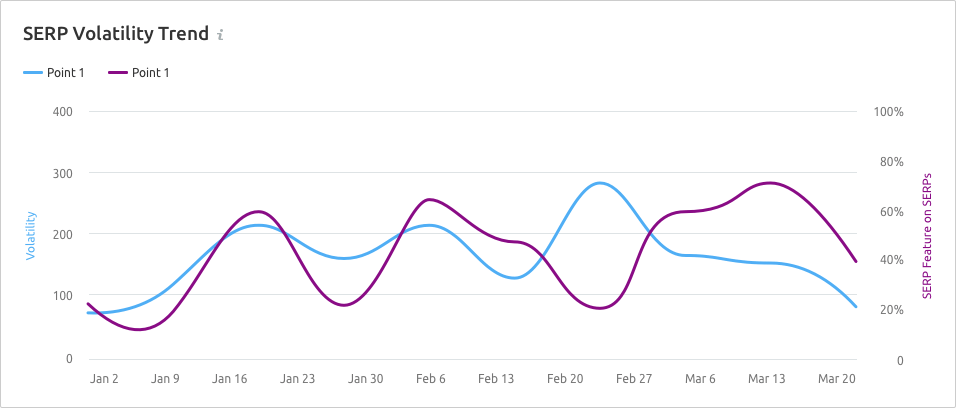 SERP Volatility Trend i
Point 1 Point 1
400 100%
80%
300
60%
200
40%
100
20%
0 0
Volatility
SERP Feature on SERPs
Jan 2 Jan 9 Jan 16 Jan 23 Jan 30 Feb 6 Feb 13 Feb 20 Feb 27 Mar 6 Mar 13 Mar 20